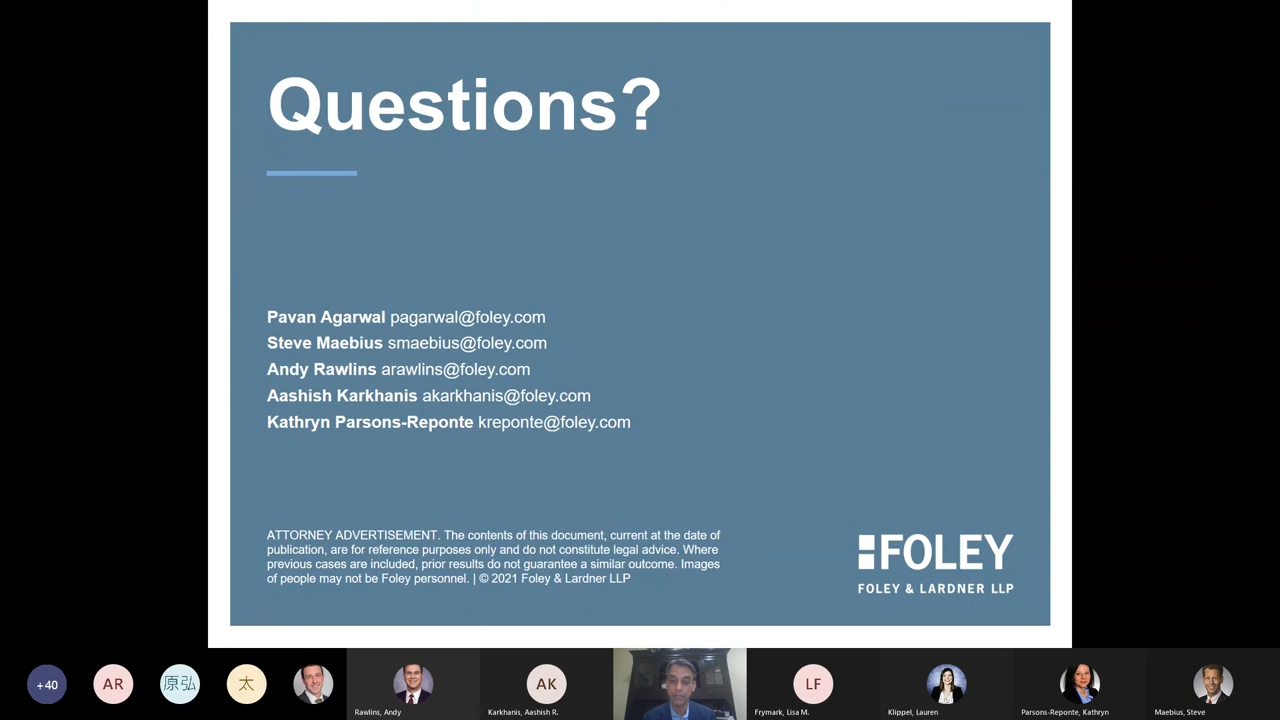 Questions?
Pavan Agarwal pagarwal@foley.com
Steve Maebius smaebius@foley.com
Andy Rawlins arawlins@foley.com
Aashish Karkhanis akarkhanis@foley.com
Kathryn Parsons-Reponte kreponte@foley.com
ATTORNEY ADVERTISEMENT. The contents of this document, current at the date of
publication, are for reference purposes only and do not constitute legal advice. Where
previous cases are included, prior results do not guarantee a similar outcome. Images
of people may not be Foley personnel. | © 2021 Foley & Lardner LLP
FOLEY
FOLEY & LARDNER LLP
+40
AR
原弘
太
Rawlins, Andy
AK
Karkhanis, Aashish R.
LF
Frymark, Lisa M.
Klippel, Lauren
Parsons-Reponte, Kathryn
Maebius, Steve